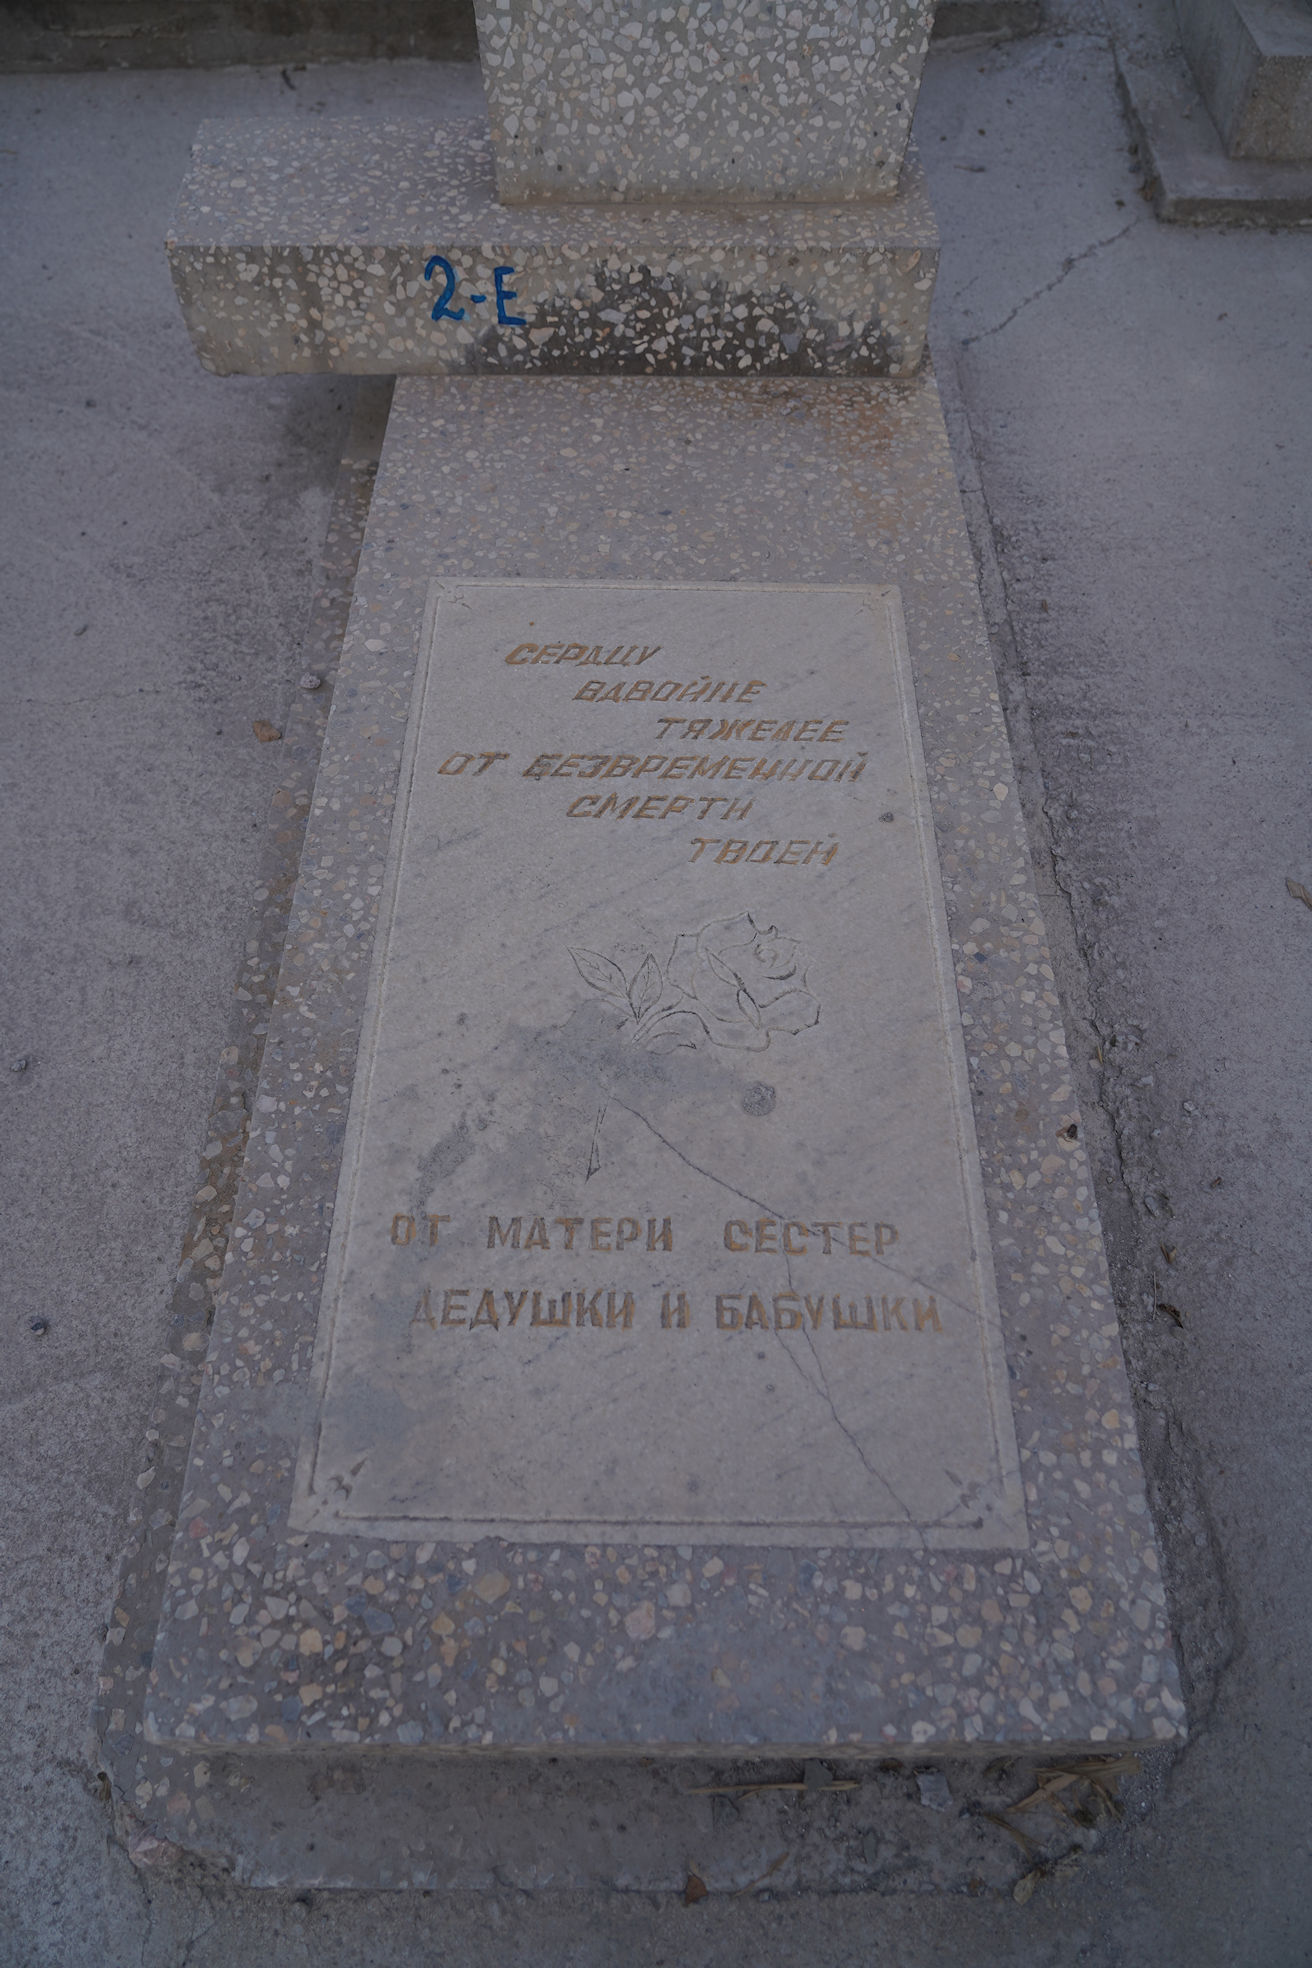 2-Е
СЕРДЦУ
ВДВОЙНЕ
ТЯЖЕЛЕЕ
ОТ БЕЗВРЕМЕННОЙ
СМЕРТИ
ТВОЕЙ
ОТ МАТЕРИ СЕСТЕР
ДЕДУШКИ И БАБУШКИ